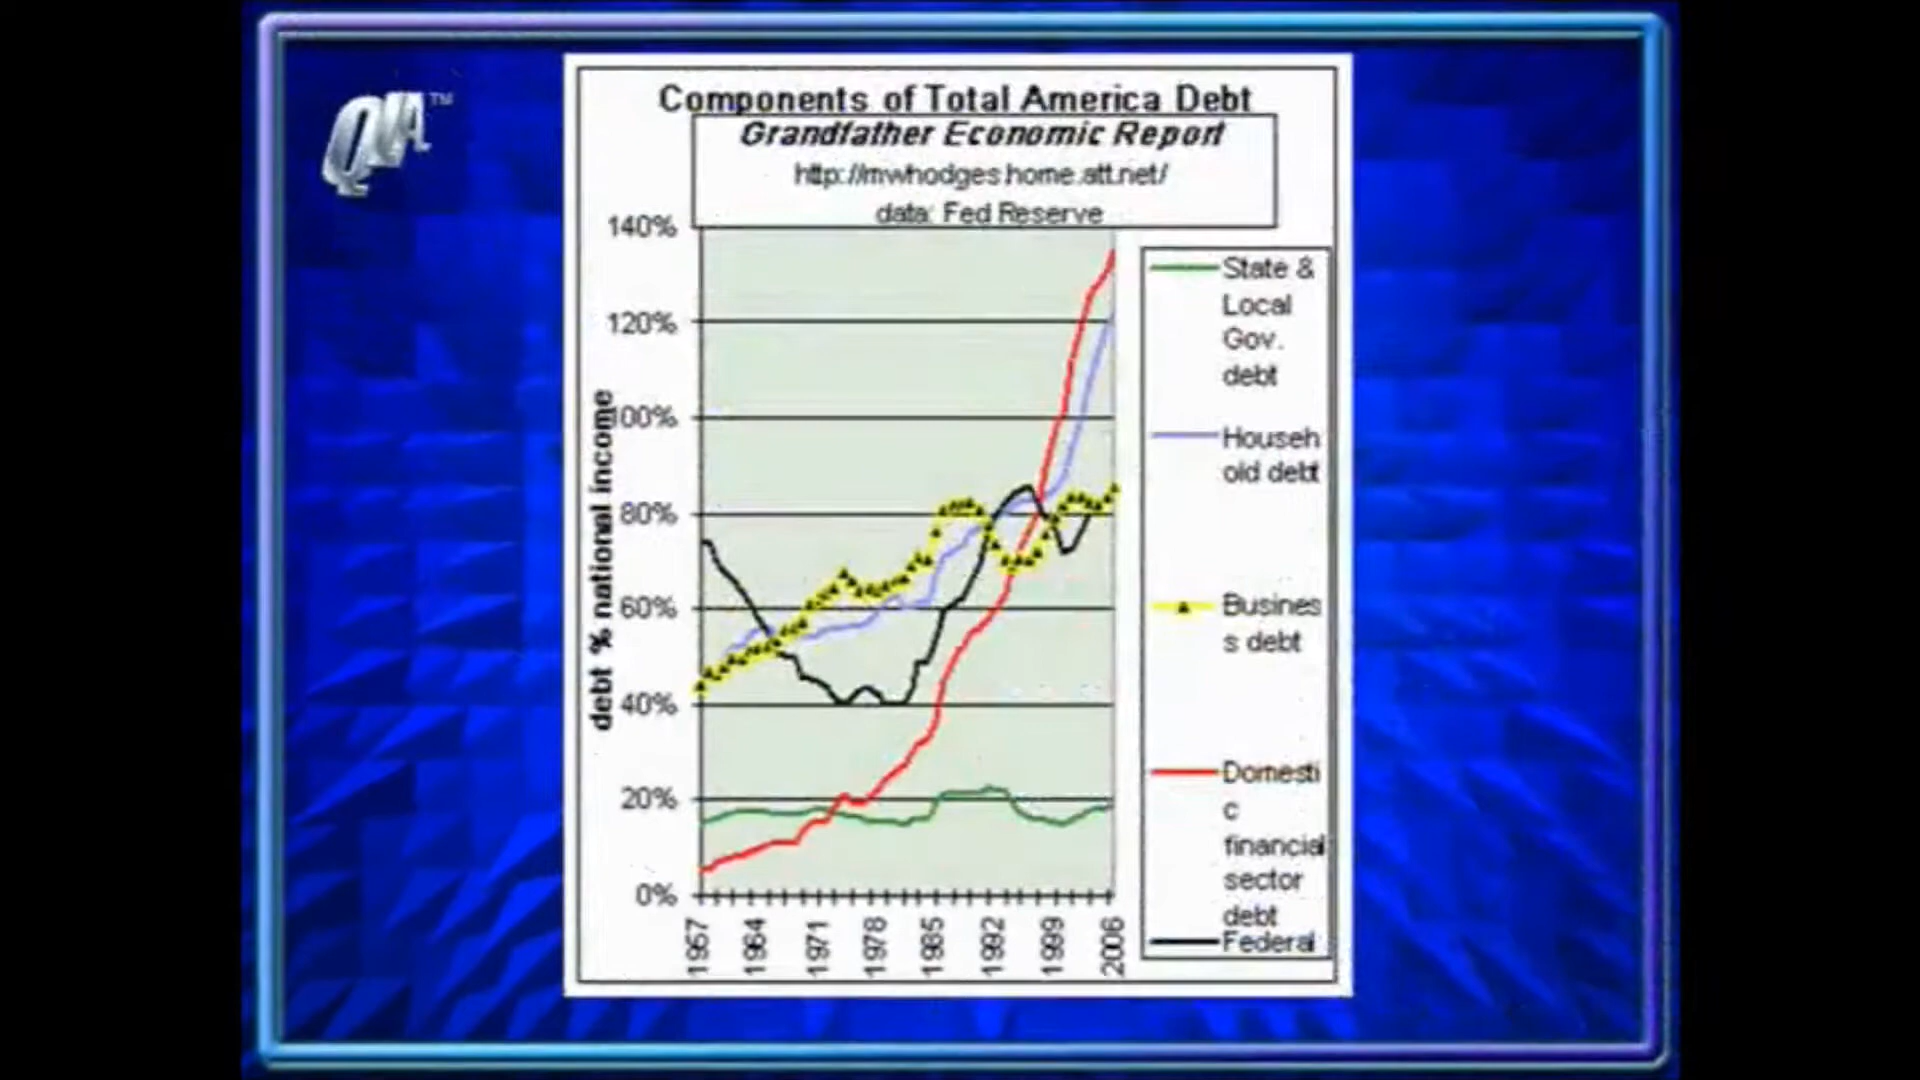 QA™
Components of Total America Debt
Grandfather Economic Report
http://mwhodges.home.att.net/
data: Fed Reserve
debt % national income
140%
120%
100%
80%
60%
40%
20%
0%
1957
1964
1971
1978
1985
1992
1999
2006
State &
Local
Gov.
debt
Househ
old debt
Busines
s debt
Domesti
c
financial
sector
debt
Federal